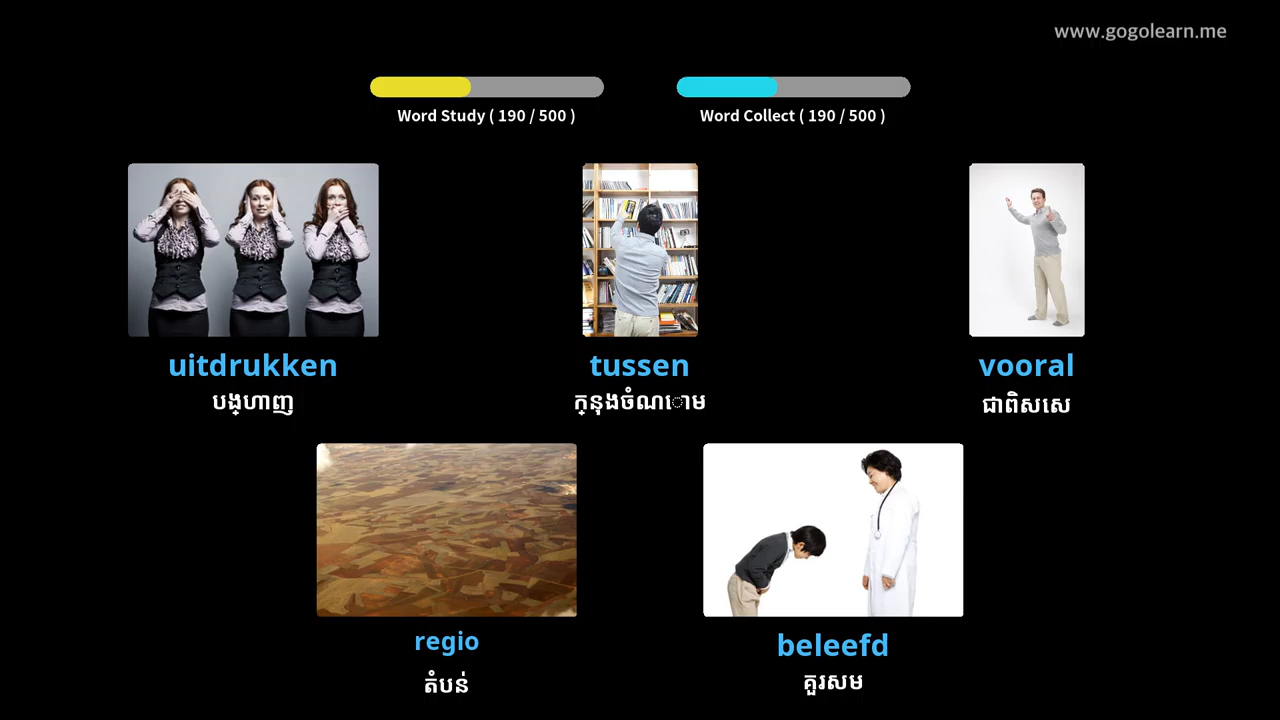 www.gogolearn.me
Word Study ( 190 / 500 )
Word Collect ( 190 / 500 )
uitdrukken
tussen
vooral
បង្ហាញ
ក្នុងចំណោម
ជាពិសសេ
regio
beleefd
តំបន់
គួរសម